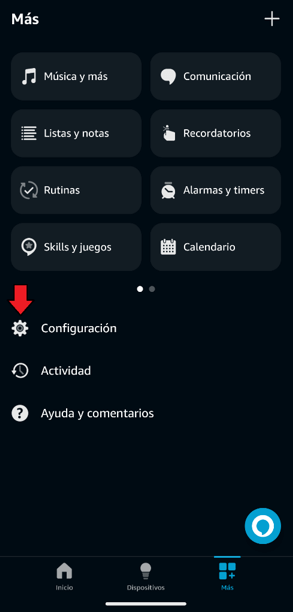 Más
Música y más
Comunicación
Listas y notas
Recordatorios
Rutinas
Alarmas y timers
Skills y juegos
Calendario
Configuración
Actividad
Ayuda y comentarios
Inicio
Dispositivos
Más